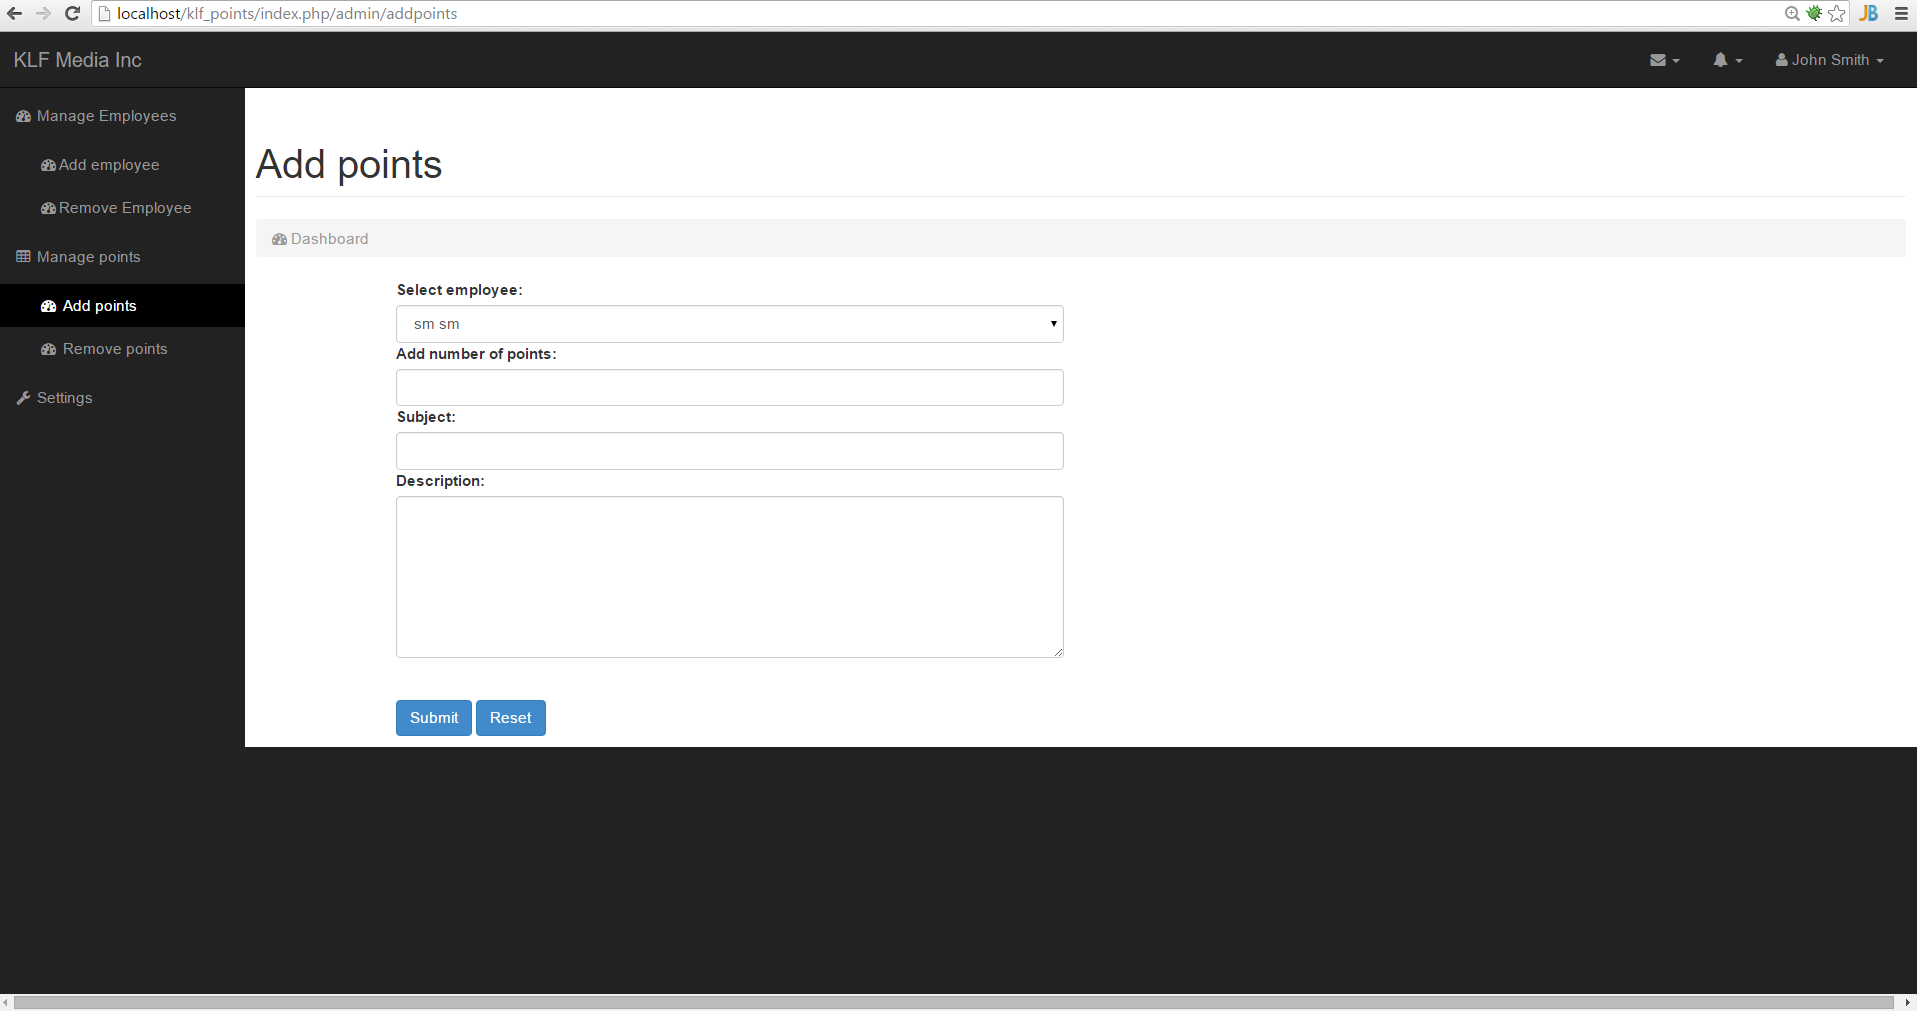 localhost/klf_points/index.php/admin/addpoints
JB
KLF Media Inc
John Smith
Manage Employees
Add employee
Remove Employee
Manage points
Add points
Remove points
Settings
Add points
Dashboard
Select employee:
sm sm
Add number of points:
Subject:
Description:
Submit Reset